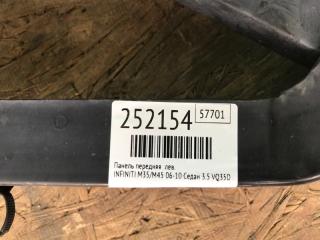 252154
57701
Панель передняя лев.
INFINITI M35/M45 06-10 Седан 3.5 VQ35D